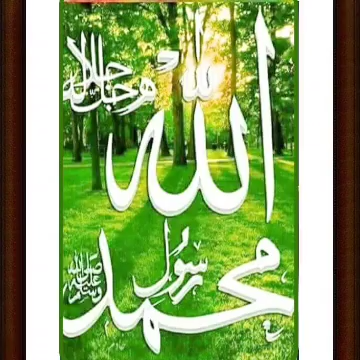 الله
جل جلاله
رسول
محمد
صلى الله عليه وسلم